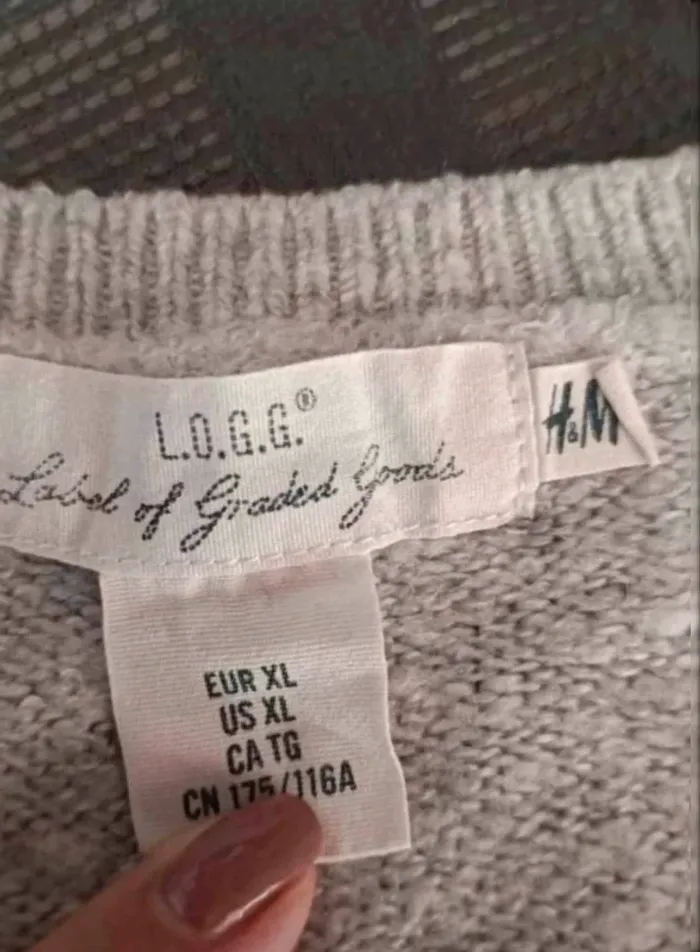 L.O.G.G.®
Label of Graded Goods
H&M
EUR XL
US XL
CA TG
CN 175/116A